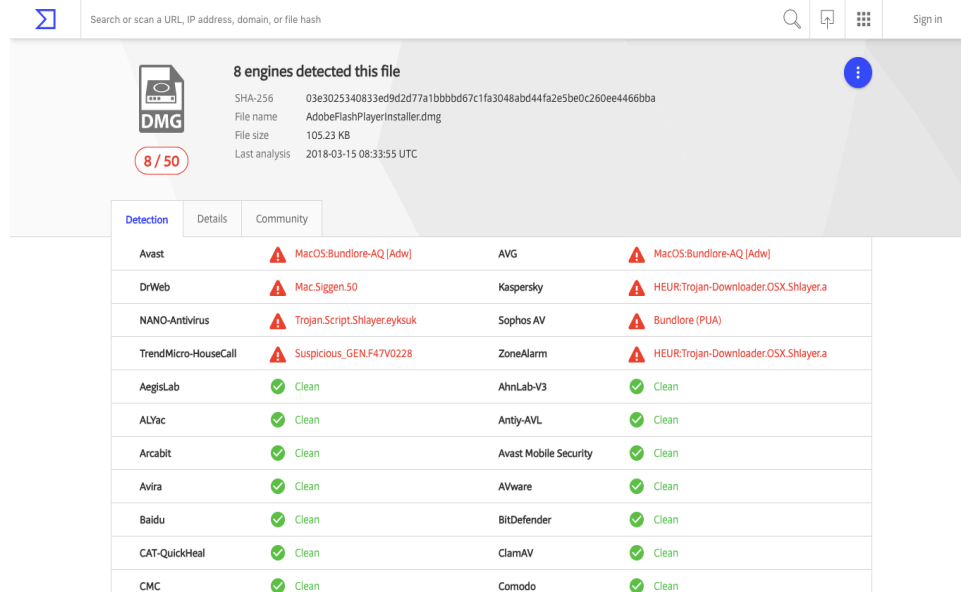 Search or scan a URL, IP address, domain, or file hash
Sign in
DMG
8 / 50
8 engines detected this file
SHA-256 03e3025340833ed9d2d77a1bbbbd67c1fa3048abd44fa2e5be0c260ee4466bba
File name AdobeFlashPlayerInstaller.dmg
File size 105.23 KB
Last analysis 2018-03-15 08:33:55 UTC
Detection Details Community
Avast MacOS:Bundlore-AQ [Adw] AVG MacOS:Bundlore-AQ [Adw]
DrWeb Mac.Siggen.50 Kaspersky HEUR:Trojan-Downloader.OSX.Shlayer.a
NANO-Antivirus Trojan.Script.Shlayer.eyksuk Sophos AV Bundlore (PUA)
TrendMicro-HouseCall Suspicious_GEN.F47V0228 ZoneAlarm HEUR:Trojan-Downloader.OSX.Shlayer.a
AegisLab Clean AhnLab-V3 Clean
ALYac Clean Antiy-AVL Clean
Arcabit Clean Avast Mobile Security Clean
Avira Clean AVware Clean
Baidu Clean BitDefender Clean
CAT-QuickHeal Clean ClamAV Clean
CMC Clean Comodo Clean